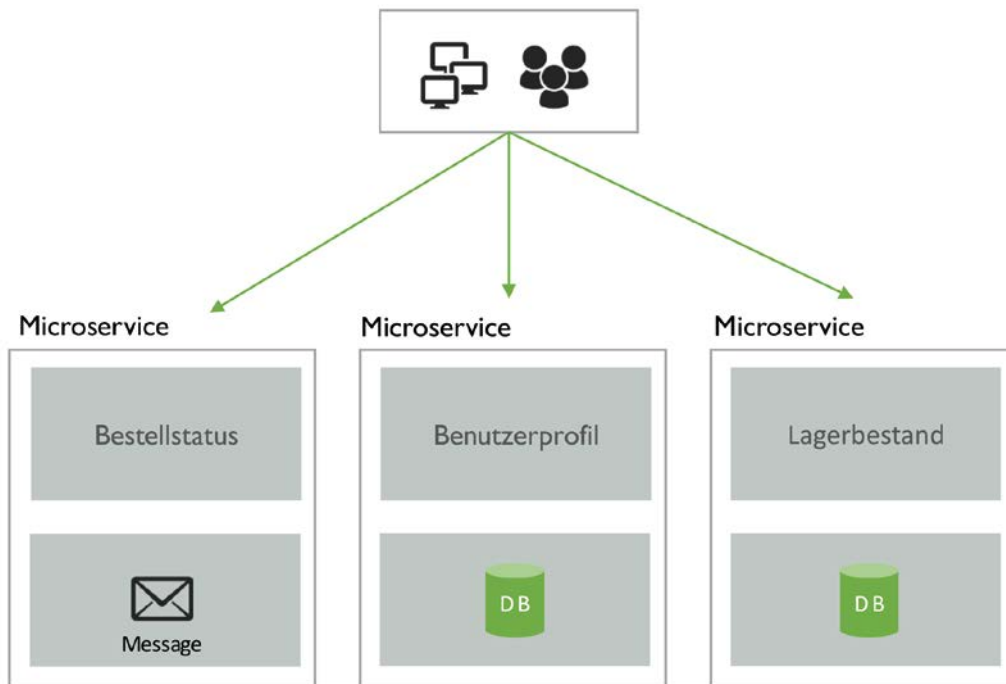 Microservice
Microservice
Microservice
Bestellstatus
Benutzerprofil
Lagerbestand
Message
DB
DB